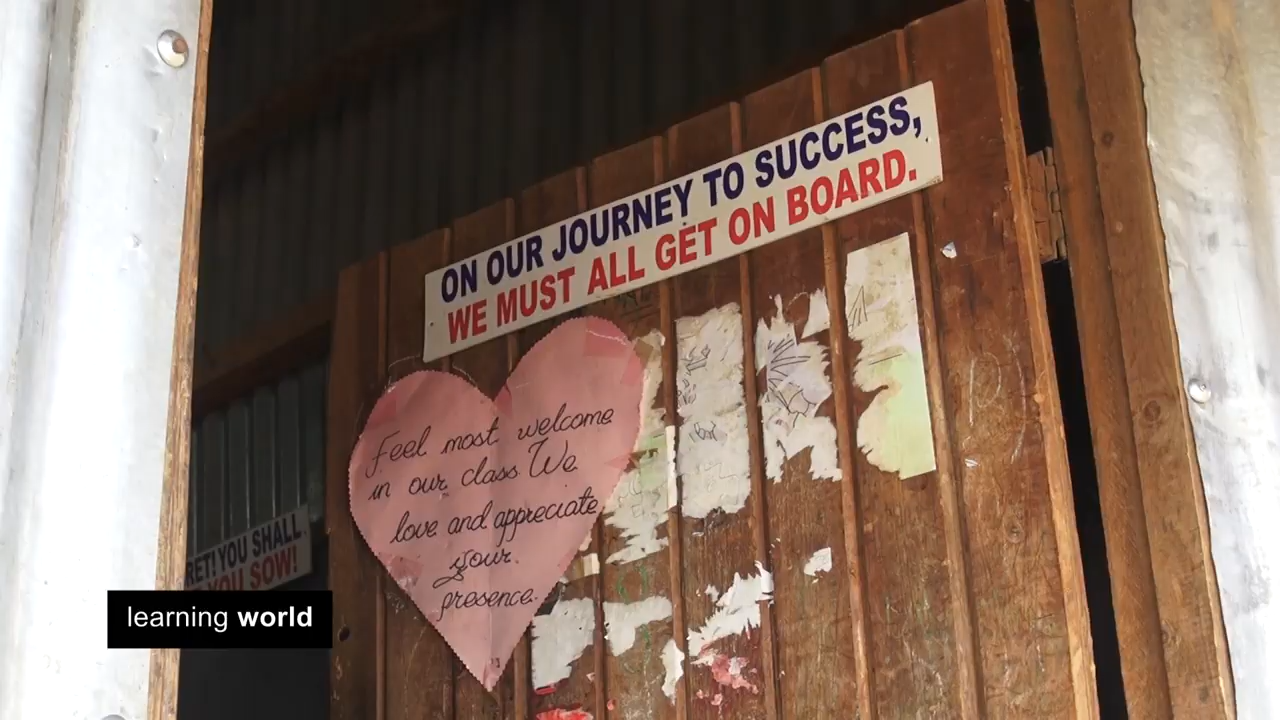 ON OUR JOURNEY TO SUCCESS,
WE MUST ALL GET ON BOARD.
Feel most welcome
in our class We
love and appreciate
your
presence.
RET! YOU SHALL
YOU SOW!
learning world